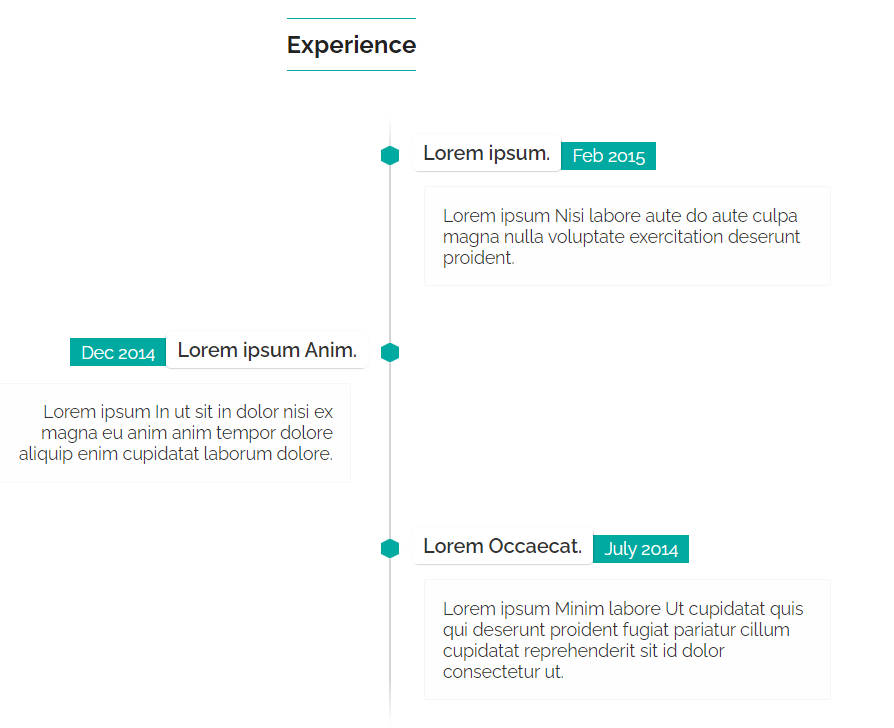 Experience
Lorem ipsum. Feb 2015
Lorem ipsum Nisi labore aute do aute culpa
magna nulla voluptate exercitation deserunt
proident.
Dec 2014 Lorem ipsum Anim.
Lorem ipsum In ut sit in dolor nisi ex
magna eu anim anim tempor dolore
aliquip enim cupidatat laborum dolore.
Lorem Occaecat. July 2014
Lorem ipsum Minim labore Ut cupidatat quis
qui deserunt proident fugiat pariatur cillum
cupidatat reprehenderit sit id dolor
consectetur ut.